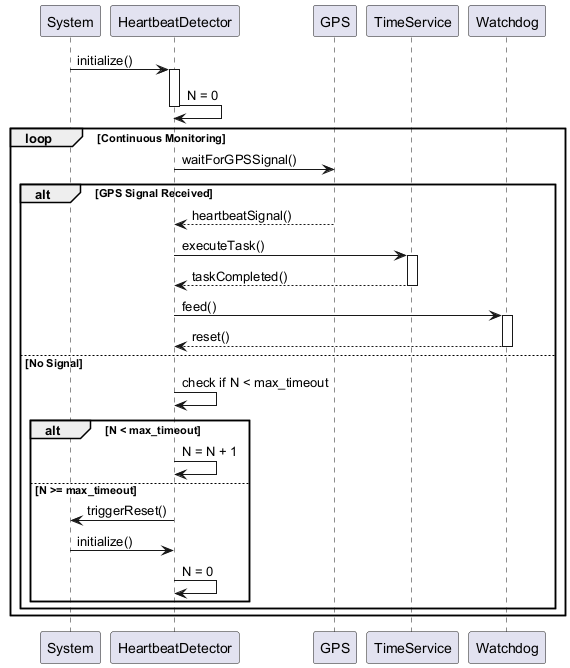 System HeartbeatDetector GPS TimeService Watchdog
initialize()
N = 0
loop [Continuous Monitoring]
waitForGPSSignal()
alt [GPS Signal Received]
heartbeatSignal()
executeTask()
taskCompleted()
feed()
reset()
[No Signal]
check if N < max_timeout
alt [N < max_timeout]
N = N + 1
[N >= max_timeout]
triggerReset()
initialize()
N = 0
System HeartbeatDetector GPS TimeService Watchdog